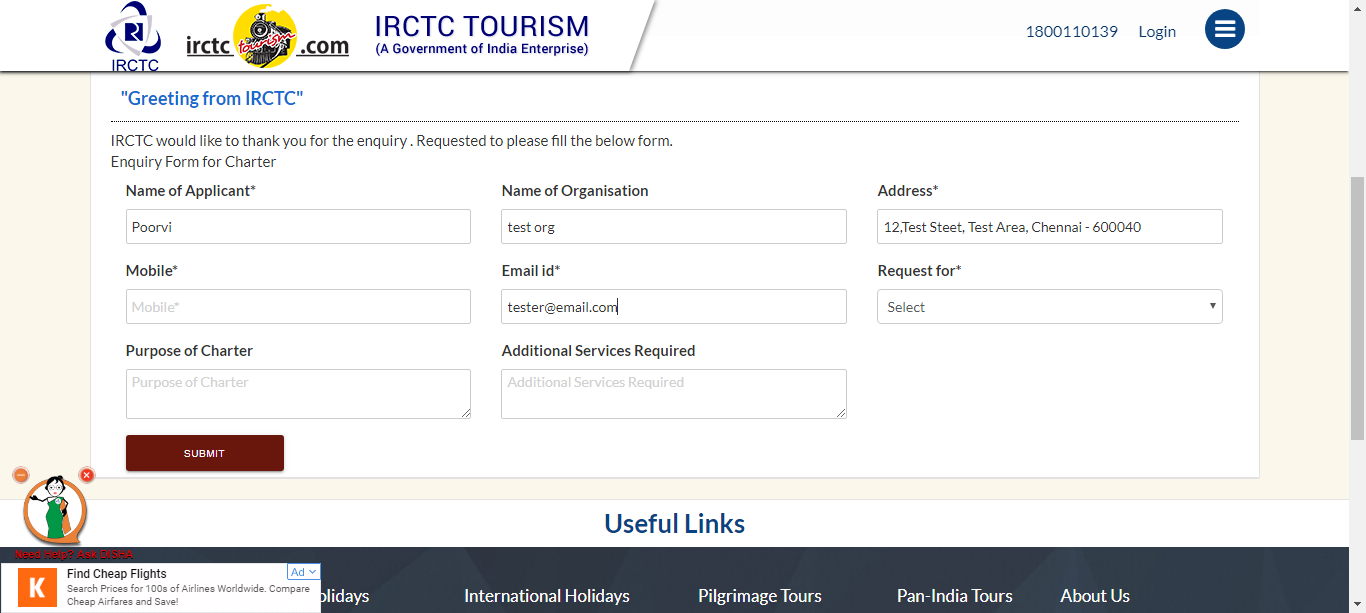 IRCTC
irctc tourism .com
IRCTC TOURISM
(A Government of India Enterprise)
1800110139 Login
"Greeting from IRCTC"
IRCTC would like to thank you for the enquiry . Requested to please fill the below form.
Enquiry Form for Charter
Name of Applicant* Name of Organisation Address*
Poorvi test org 12,Test Steet, Test Area, Chennai - 600040
Mobile* Email id* Request for*
Mobile* tester@email.com Select
Purpose of Charter Additional Services Required
Purpose of Charter Additional Services Required
SUBMIT
Need Help? Ask DISHA
Useful Links
Find Cheap Flights Ad
Search Prices for 100s of Airlines Worldwide. Compare
Cheap Airfares and Save!
K
olidays International Holidays Pilgrimage Tours Pan-India Tours About Us